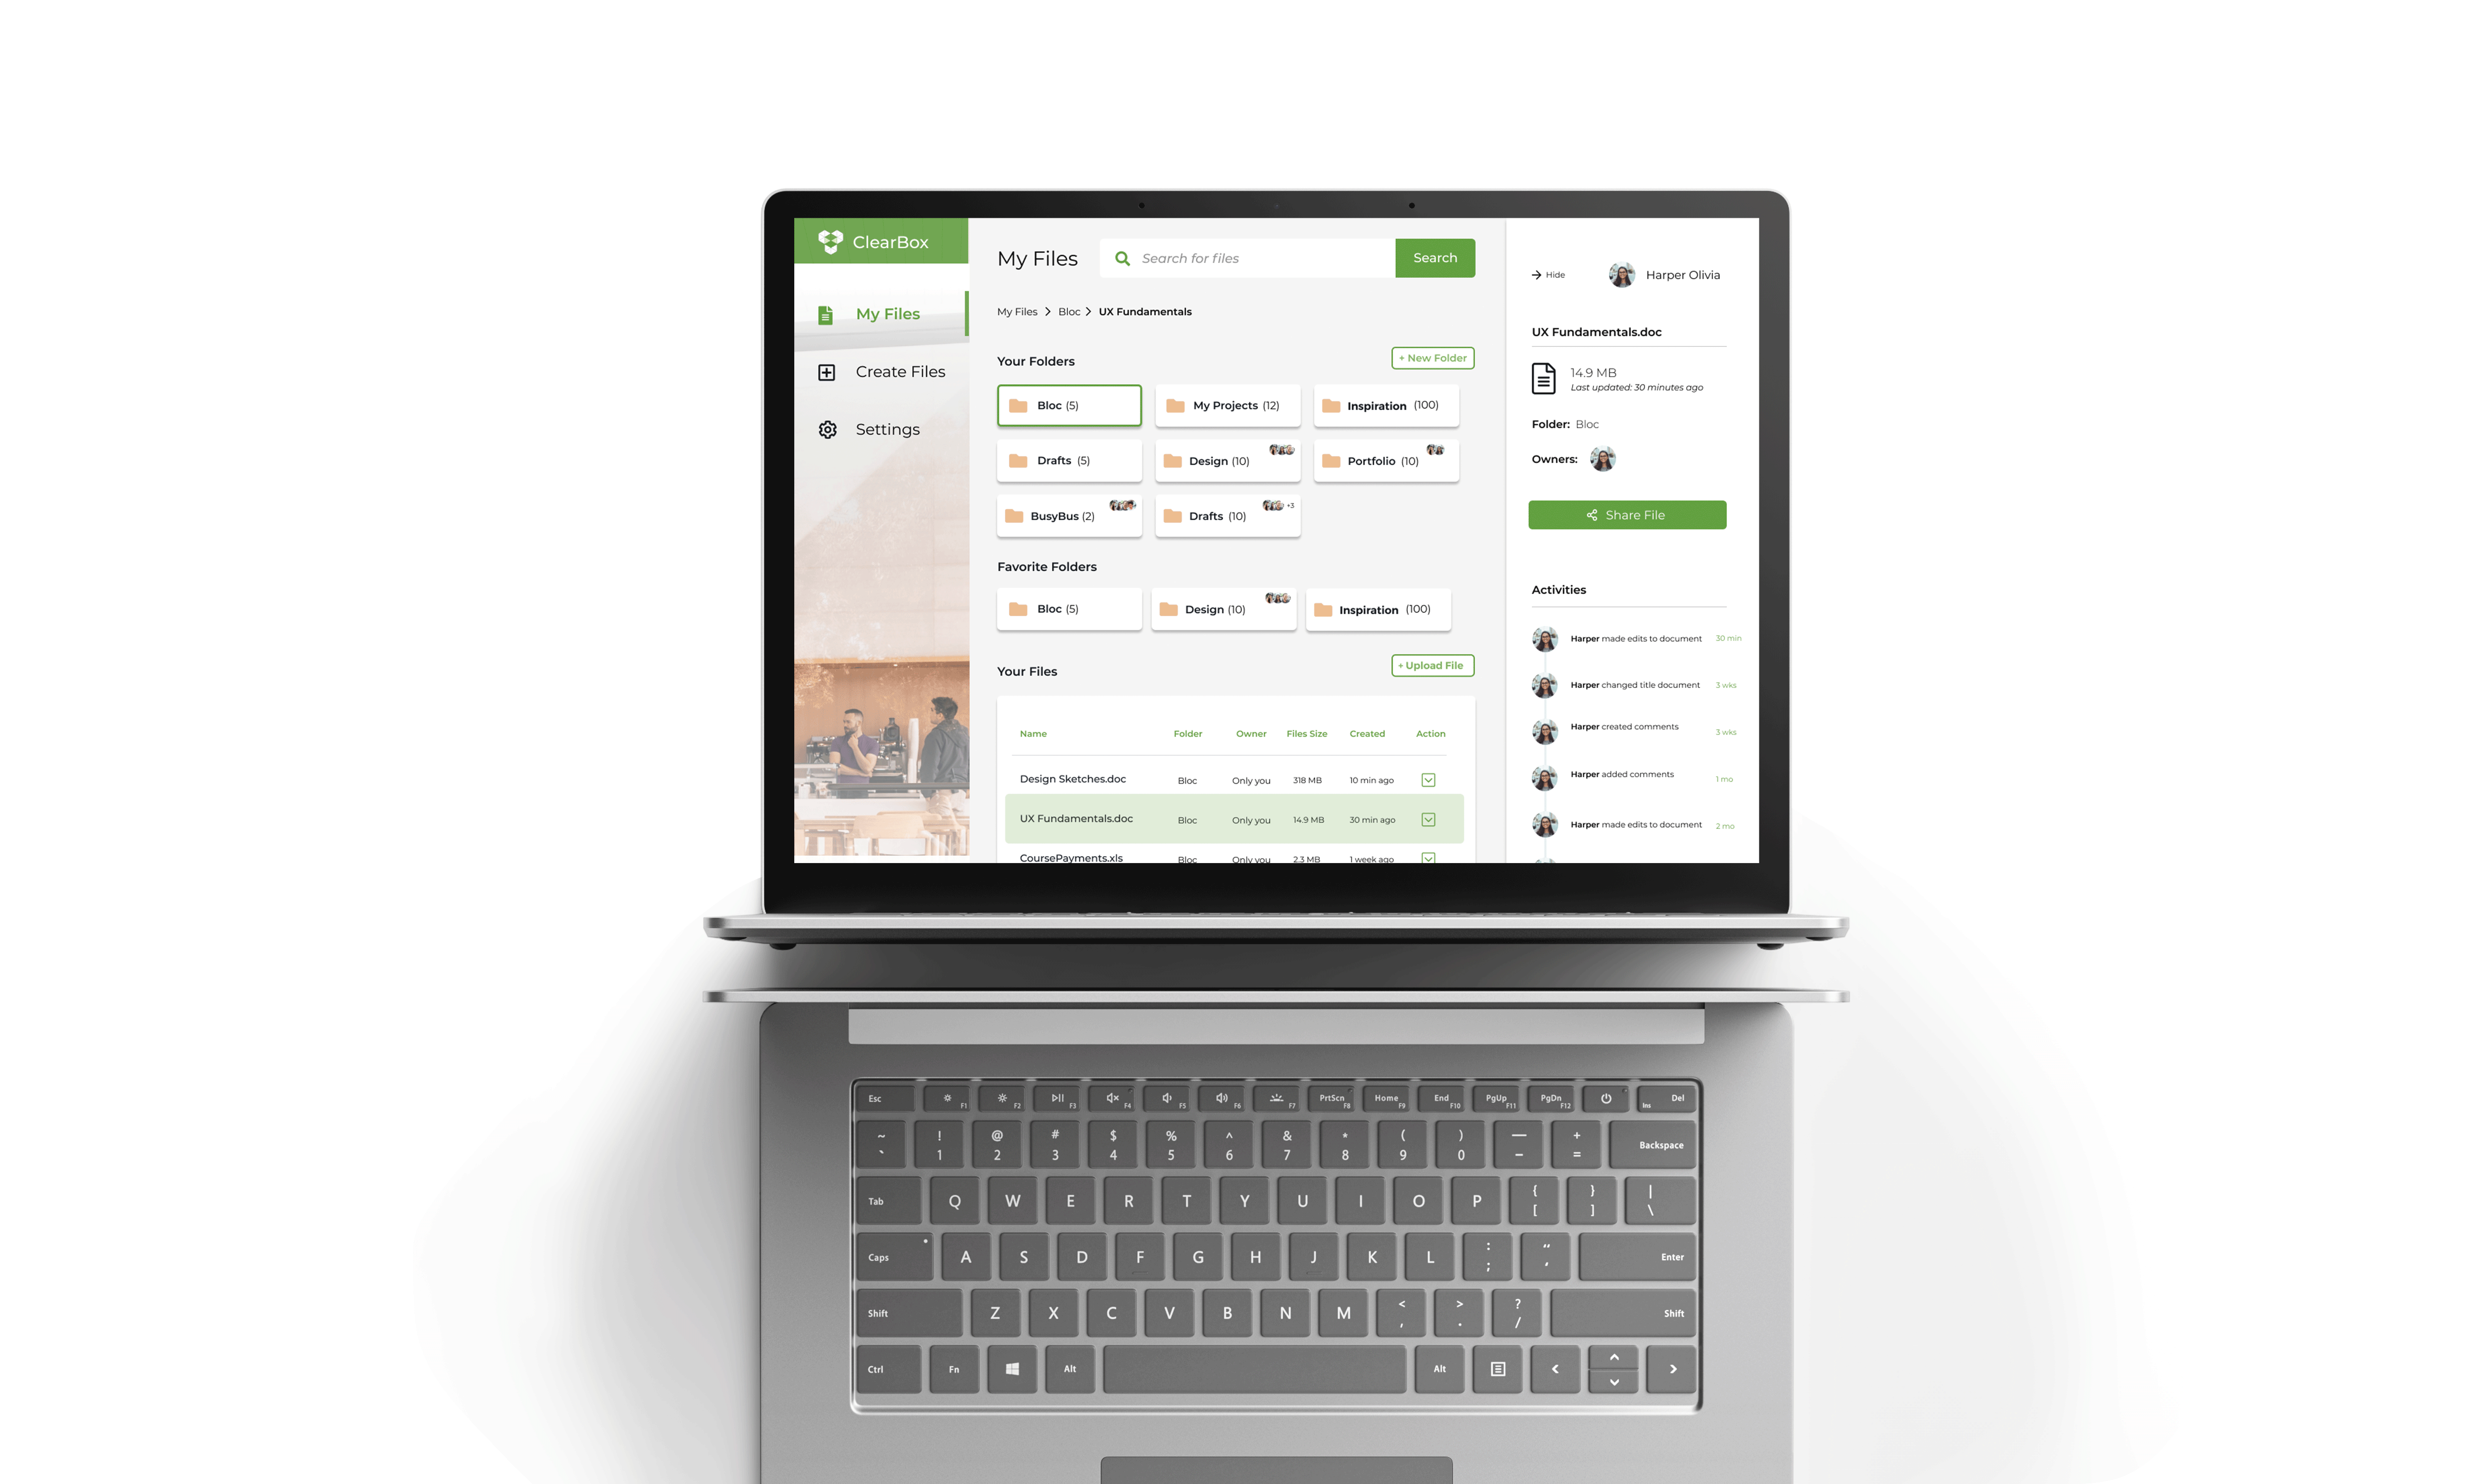 ClearBox
My Files
Create Files
Settings
My Files
Search for files
Search
My Files > Bloc > UX Fundamentals
Your Folders
+ New Folder
Bloc (5)
My Projects (12)
Inspiration (100)
Drafts (5)
Design (10)
Portfolio (10)
BusyBus (2)
Drafts (10)
+3
Favorite Folders
Bloc (5)
Design (10)
Inspiration (100)
Your Files
+ Upload File
Name Folder Owner Files Size Created Action
Design Sketches.doc Bloc Only you 318 MB 10 min ago
UX Fundamentals.doc Bloc Only you 14.9 MB 30 min ago
CoursePayments.xls Bloc Only you 2.3 MB 1 week ago
Hide
Harper Olivia
UX Fundamentals.doc
14.9 MB
Last updated: 30 minutes ago
Folder: Bloc
Owners:
Share File
Activities
Harper made edits to document 30 min
Harper changed title document 3 wks
Harper created comments 3 wks
Harper added comments 1 mo
Harper made edits to document 2 mo
Esc F1 F2 F3 F4 F5 F6 F7 PrtScn F8 Home F9 End F10 PgUp F11 PgDn F12 Ins Del
~ ` ! 1 @ 2 # 3 $ 4 % 5 ^ 6 & 7 * 8 ( 9 ) 0 — - + = Backspace
Tab Q W E R T Y U I O P { [ } ] | \
Caps A S D F G H J K L : ; " ' Enter
Shift Z X C V B N M < , > . ? / Shift
Ctrl Fn Alt Alt